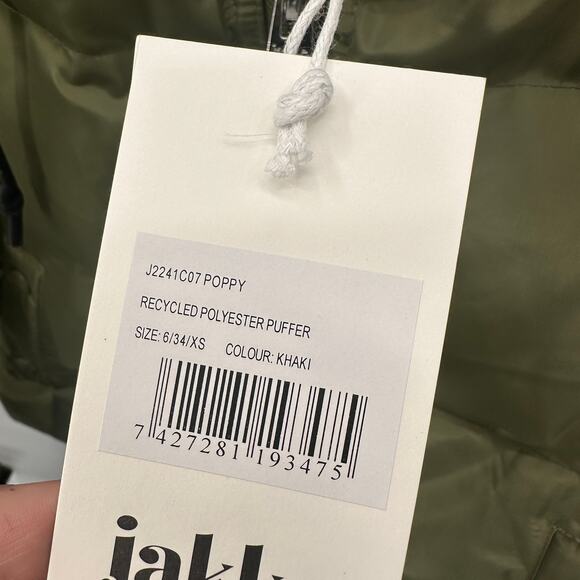 J2241C07 POPPY
RECYCLED POLYESTER PUFFER
SIZE: 6/34/XS COLOUR: KHAKI
7 427281 193475